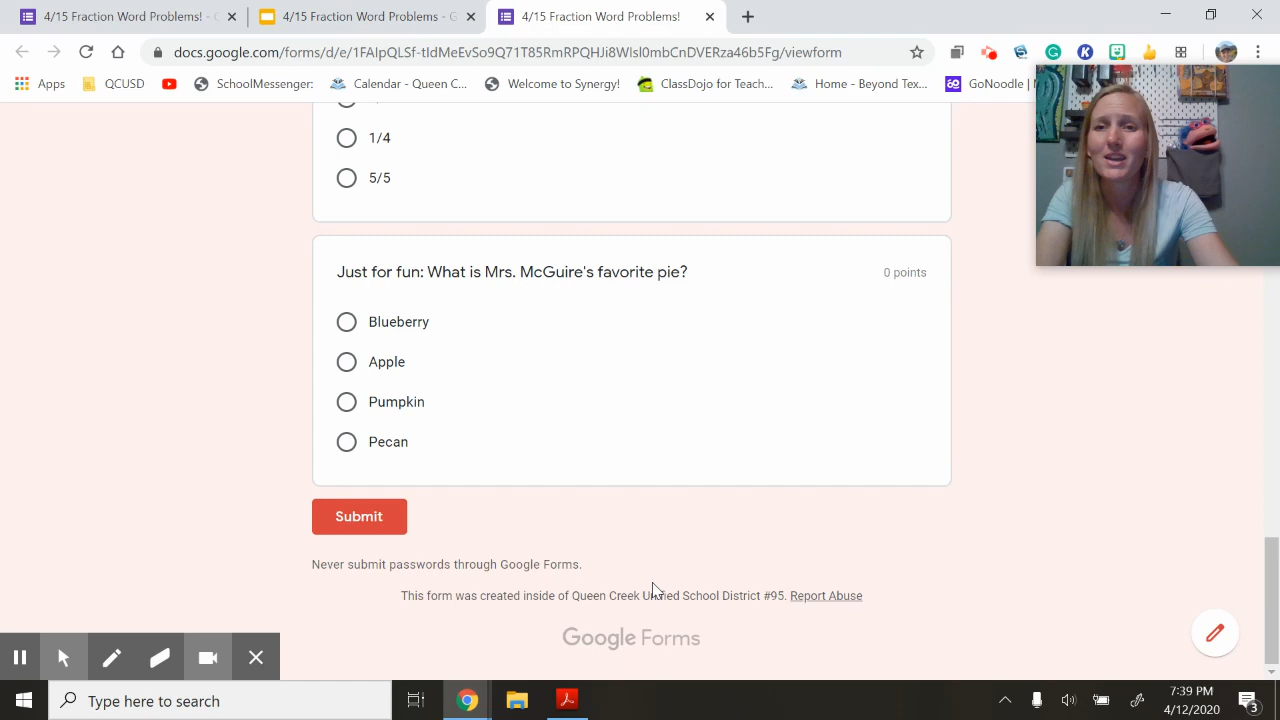 4/15 Fraction Word Problems! - G
4/15 Fraction Word Problems - G
4/15 Fraction Word Problems!
docs.google.com/forms/d/e/1FAIpQLSf-tIdMeEvSo9Q71T85RmRPQHJi8WIsl0mbCnDVERza46b5Fg/viewform
Apps
QCUSD
SchoolMessenger:
Calendar - Queen C...
Welcome to Synergy!
ClassDojo for Teach...
Home - Beyond Tex...
GoNoodle |
1/4
5/5
Just for fun: What is Mrs. McGuire's favorite pie?
0 points
Blueberry
Apple
Pumpkin
Pecan
Submit
Never submit passwords through Google Forms.
This form was created inside of Queen Creek Unified School District #95. Report Abuse
Google Forms
Type here to search
7:39 PM
4/12/2020
3